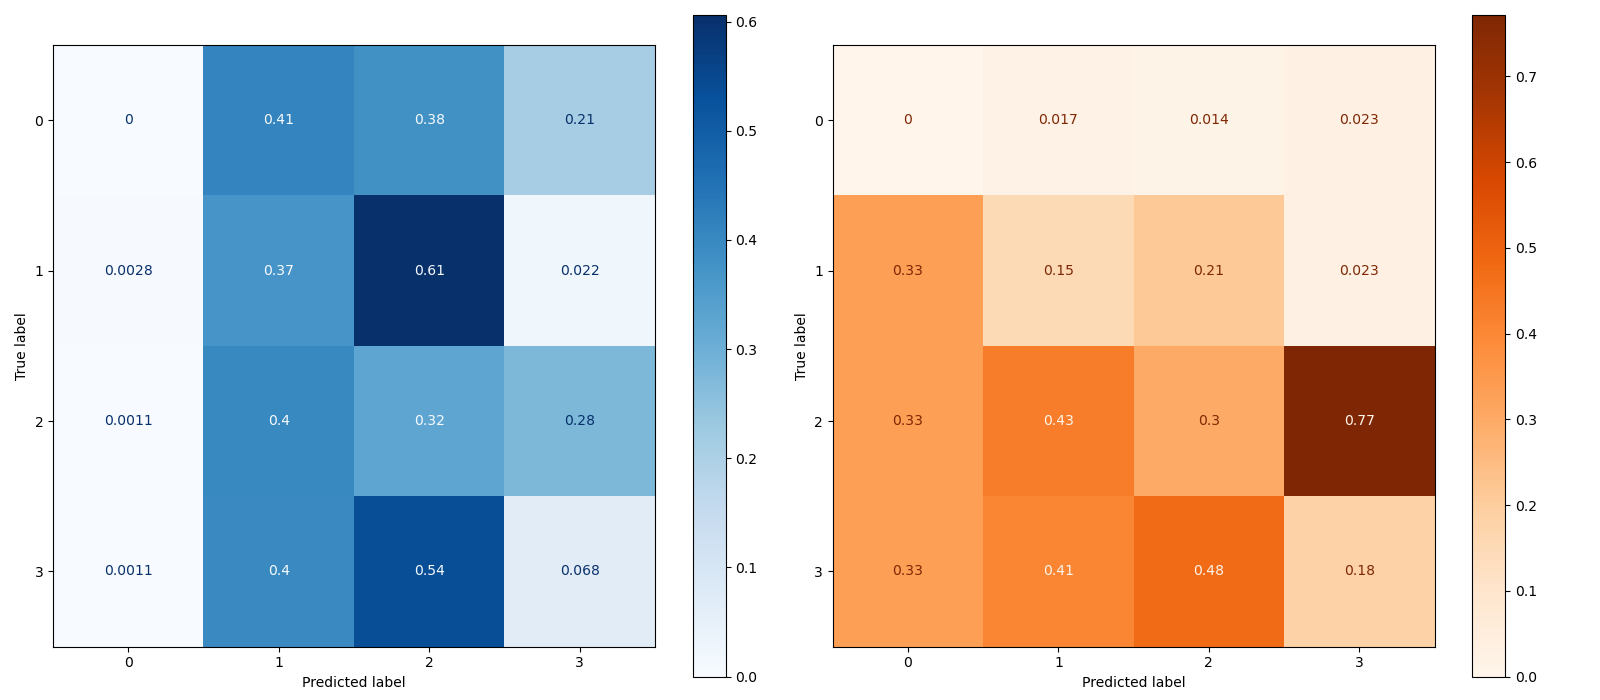 0.6
0.7
0 0.41 0.38 0.21
0 0.017 0.014 0.023
0
0
0.5
0.6
0.4
0.5
0.0028 0.37 0.61 0.022
0.33 0.15 0.21 0.023
1
1
0.3
0.4
True label
True label
0.0011 0.4 0.32 0.28
0.33 0.43 0.3 0.77
2
2
0.2
0.3
0.2
0.0011 0.4 0.54 0.068
0.33 0.41 0.48 0.18
3
3
0.1
0.1
0.0
0.0
0 1 2 3
0 1 2 3
Predicted label
Predicted label